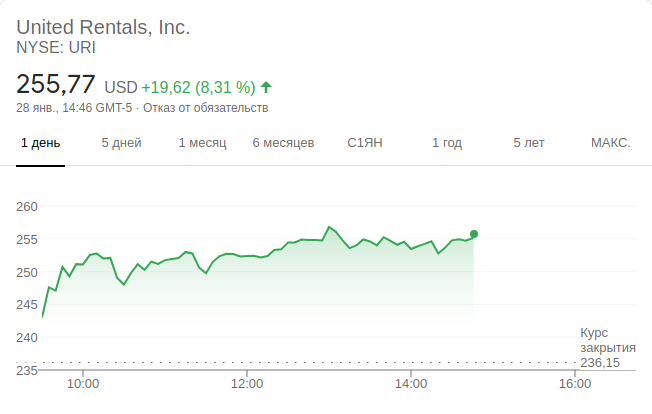 United Rentals, Inc.
NYSE: URI
255,77 USD +19,62 (8,31 %)
28 янв., 14:46 GMT-5 · Отказ от обязательств
1 день 5 дней 1 месяц 6 месяцев С1ЯН 1 год 5 лет МАКС.
260
255
250
245
240
Курс
закрытия
236,15
235
10:00 12:00 14:00 16:00